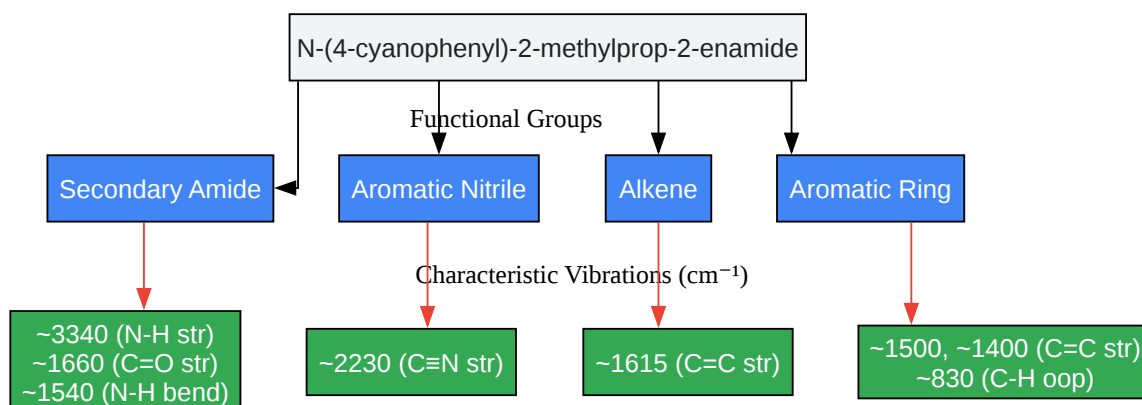 N-(4-cyanophenyl)-2-methylprop-2-enamide
Functional Groups
Secondary Amide
Aromatic Nitrile
Alkene
Aromatic Ring
Characteristic Vibrations (cm⁻¹)
~3340 (N-H str)
~1660 (C=O str)
~1540 (N-H bend)
~2230 (C≡N str)
~1615 (C=C str)
~1500, ~1400 (C=C str)
~830 (C-H oop)